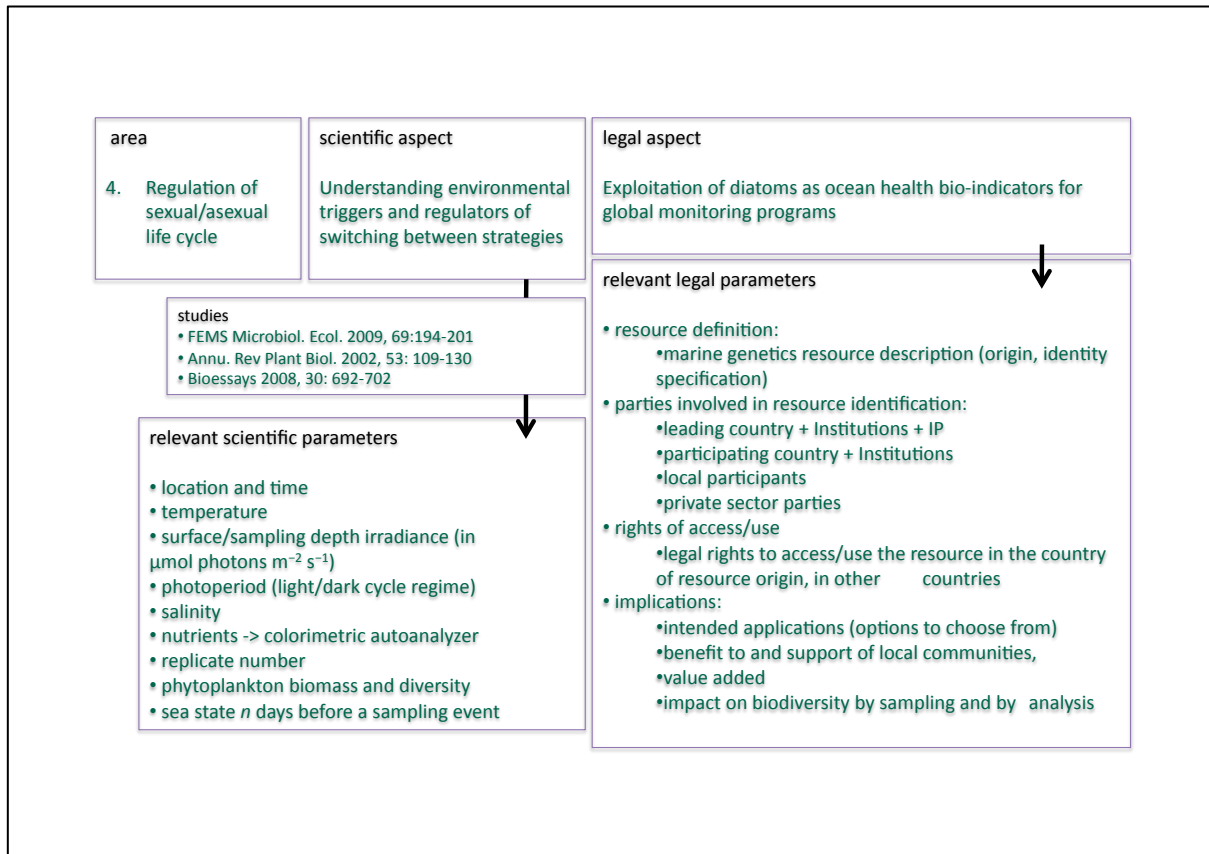 area
4. Regulation of
sexual/asexual
life cycle
scientific aspect
Understanding environmental
triggers and regulators of
switching between strategies
legal aspect
Exploitation of diatoms as ocean health bio-indicators for
global monitoring programs
studies
• FEMS Microbiol. Ecol. 2009, 69:194-201
• Annu. Rev Plant Biol. 2002, 53: 109-130
• Bioessays 2008, 30: 692-702
relevant scientific parameters
• location and time
• temperature
• surface/sampling depth irradiance (in
μmol photons m⁻² s⁻¹)
• photoperiod (light/dark cycle regime)
• salinity
• nutrients -> colorimetric autoanalyzer
• replicate number
• phytoplankton biomass and diversity
• sea state n days before a sampling event
relevant legal parameters
• resource definition:
•marine genetics resource description (origin, identity
specification)
• parties involved in resource identification:
•leading country + Institutions + IP
•participating country + Institutions
•local participants
•private sector parties
• rights of access/use
•legal rights to access/use the resource in the country
of resource origin, in other countries
• implications:
•intended applications (options to choose from)
•benefit to and support of local communities,
•value added
•impact on biodiversity by sampling and by analysis